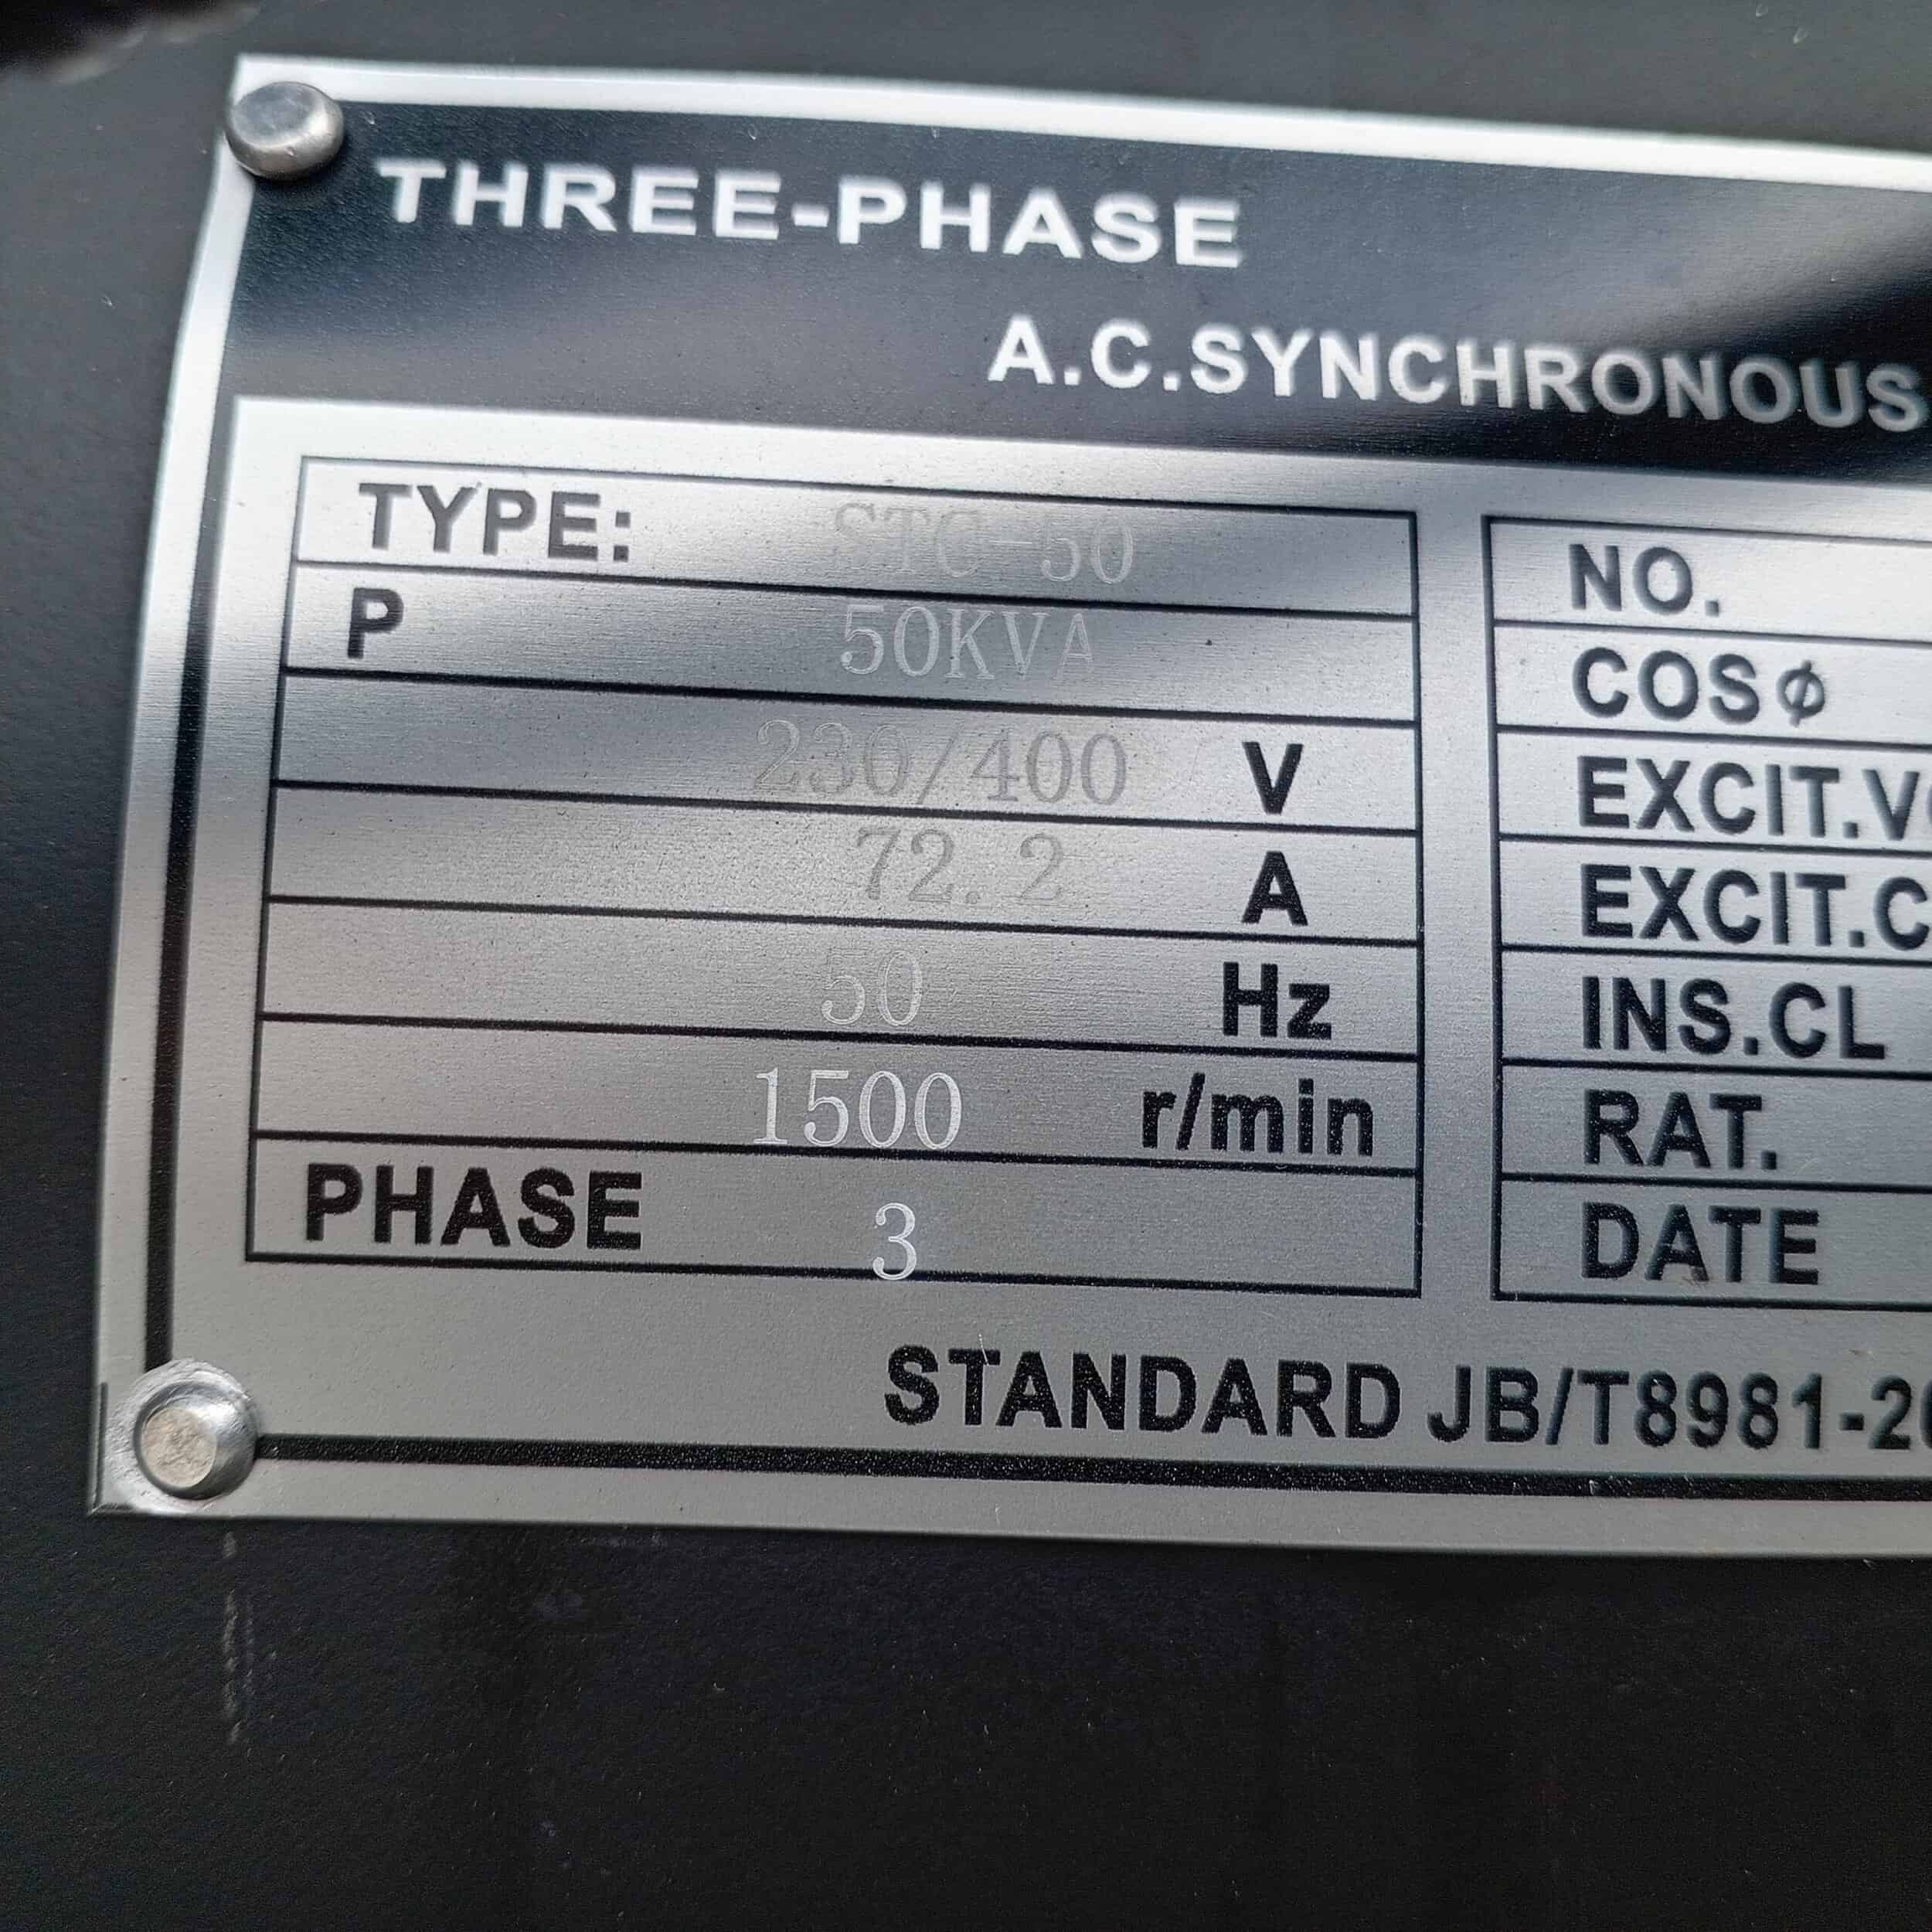 THREE-PHASE
A.C.SYNCHRONOUS
TYPE: STC-50
P 50KVA
230/400 V
72.2 A
50 Hz
1500 r/min
PHASE 3
NO.
COSϕ
EXCIT.V
EXCIT.C
INS.CL
RAT.
DATE
STANDARD JB/T8981-20